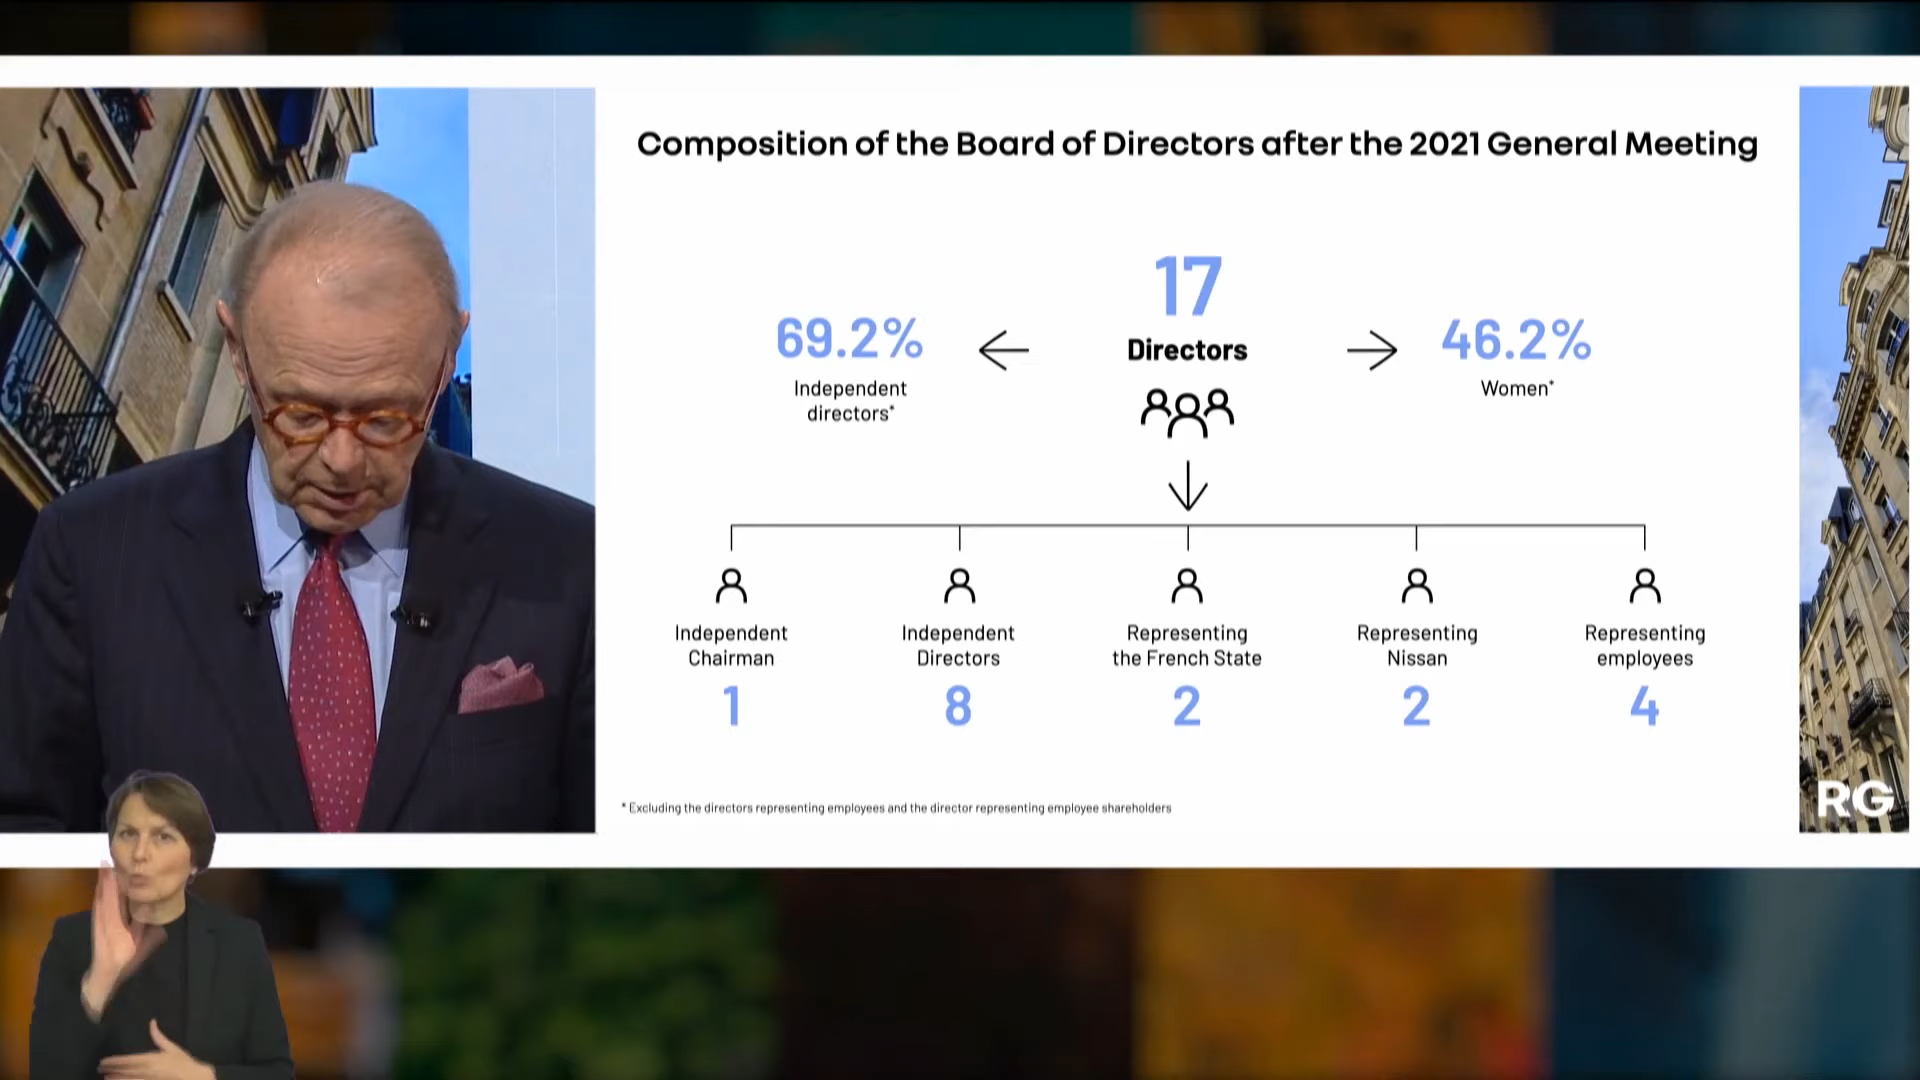 Composition of the Board of Directors after the 2021 General Meeting
17
Directors
69.2%
Independent
directors*
46.2%
Women*
Independent
Chairman
1
Independent
Directors
8
Representing
the French State
2
Representing
Nissan
2
Representing
employees
4
* Excluding the directors representing employees and the director representing employee shareholders
RG